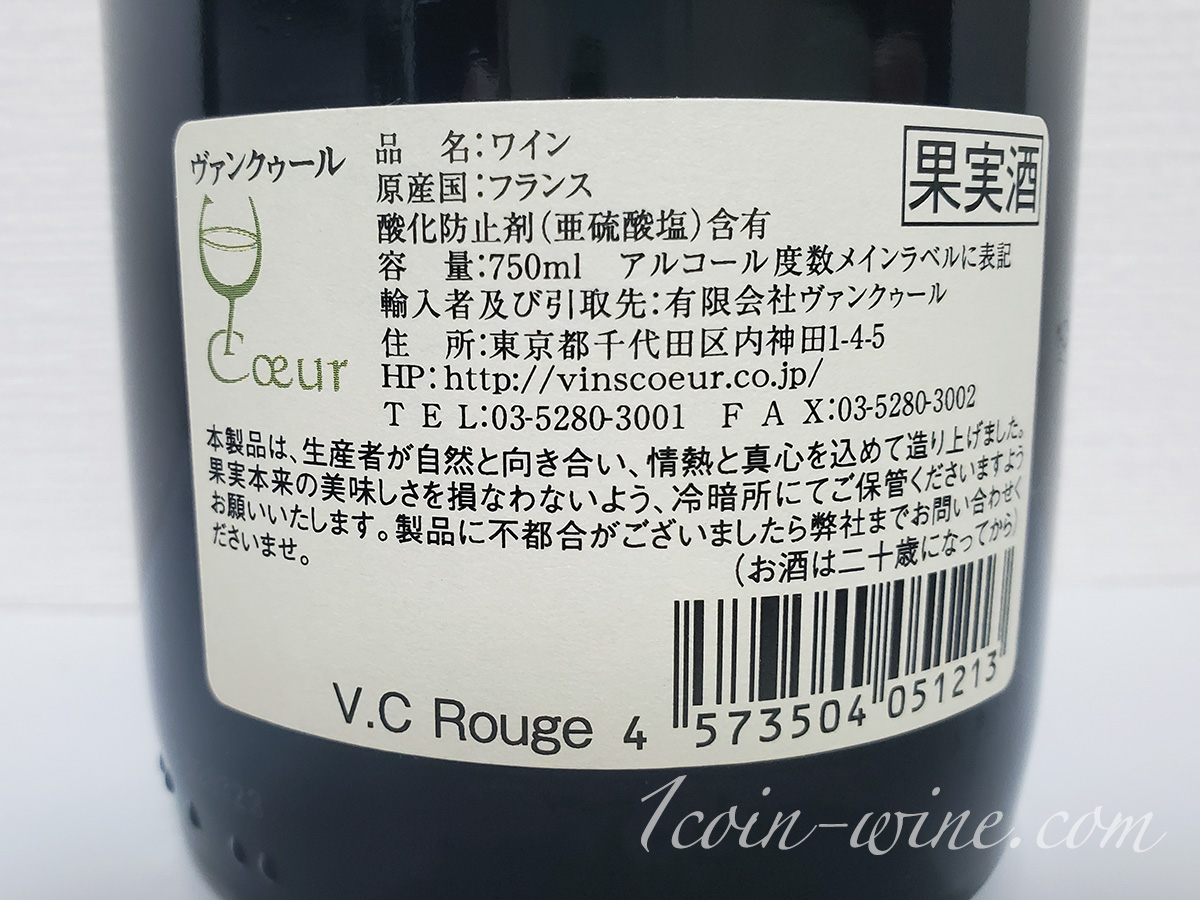 ヴァンクゥール
Cœur
品　名：ワイン
果実酒
原産国：フランス
酸化防止剤（亜硫酸塩）含有
容　量：750ml　アルコール度数メインラベルに表記
輸入者及び引取先：有限会社ヴァンクゥール
住　所：東京都千代田区内神田1-4-5
HP：http://vinscoeur.co.jp/
ＴＥＬ：03-5280-3001　ＦＡＸ：03-5280-3002
本製品は、生産者が自然と向き合い、情熱と真心を込めて造り上げました。
果実本来の美味しさを損なわないよう、冷暗所にてご保管くださいますよう
お願いいたします。製品に不都合がございましたら弊社までお問い合わせく
ださいませ。
（お酒は二十歳になってから）
V.C Rouge
4 573504 051213
1coin-wine.com